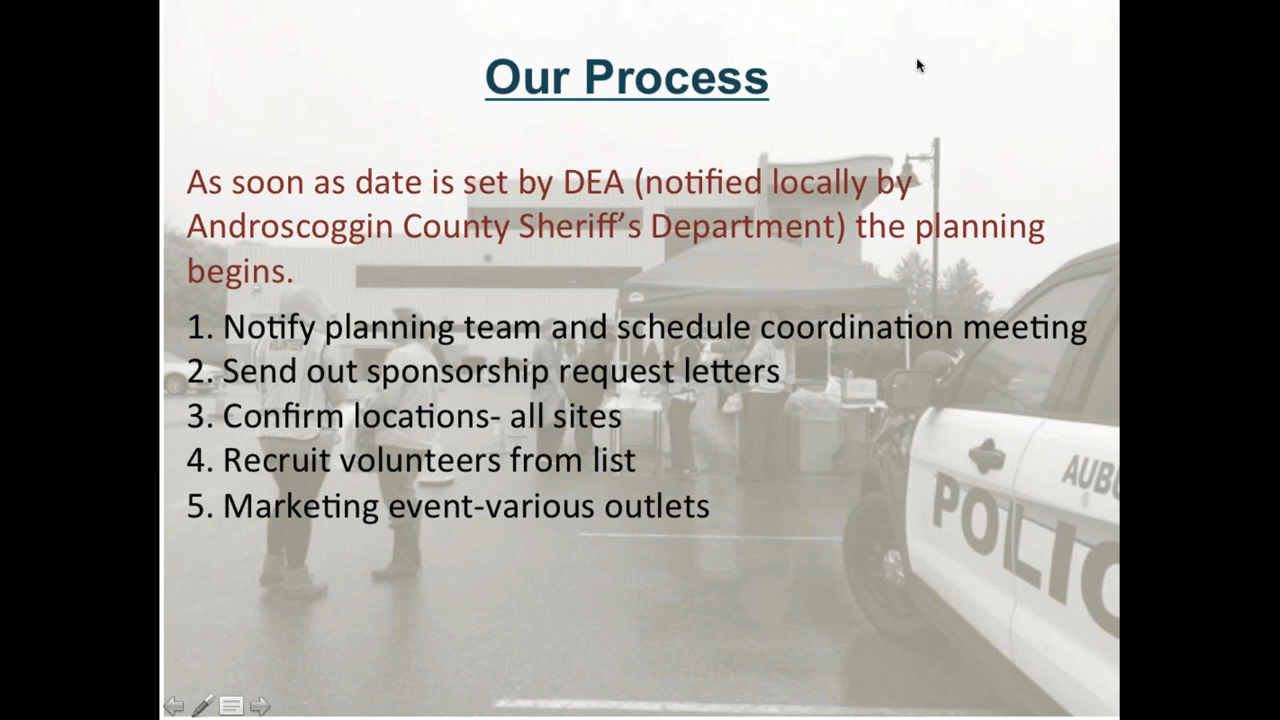 Our Process
As soon as date is set by DEA (notified locally by
Androscoggin County Sheriff’s Department) the planning
begins.
1. Notify planning team and schedule coordination meeting
2. Send out sponsorship request letters
3. Confirm locations- all sites
4. Recruit volunteers from list
5. Marketing event-various outlets
AUBU
POLIC